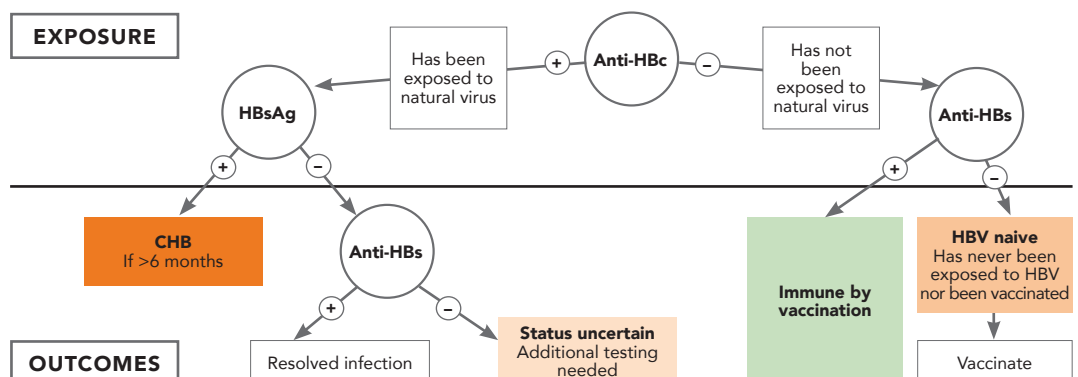 EXPOSURE
Has been
exposed to
natural virus
+
Anti-HBc
–
Has not
been
exposed to
natural virus
HBsAg
Anti-HBs
+
–
+
–
CHB
If >6 months
Anti-HBs
Immune by
vaccination
HBV naive
Has never been
exposed to HBV
nor been vaccinated
+
–
OUTCOMES
Resolved infection
Status uncertain
Additional testing
needed
Vaccinate